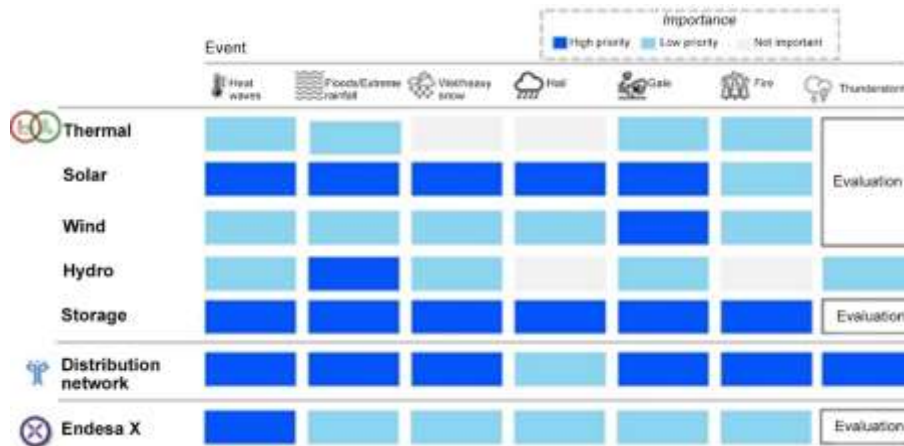 Importance
High priority Low priority Not important
Event
Heat waves
Floods/Extreme rainfall
Wet/heavy snow
Hail
Gale
Fire
Thunderstorm
Thermal
Solar
Evaluation
Wind
Hydro
Storage
Evaluation
Distribution network
Endesa X
Evaluation